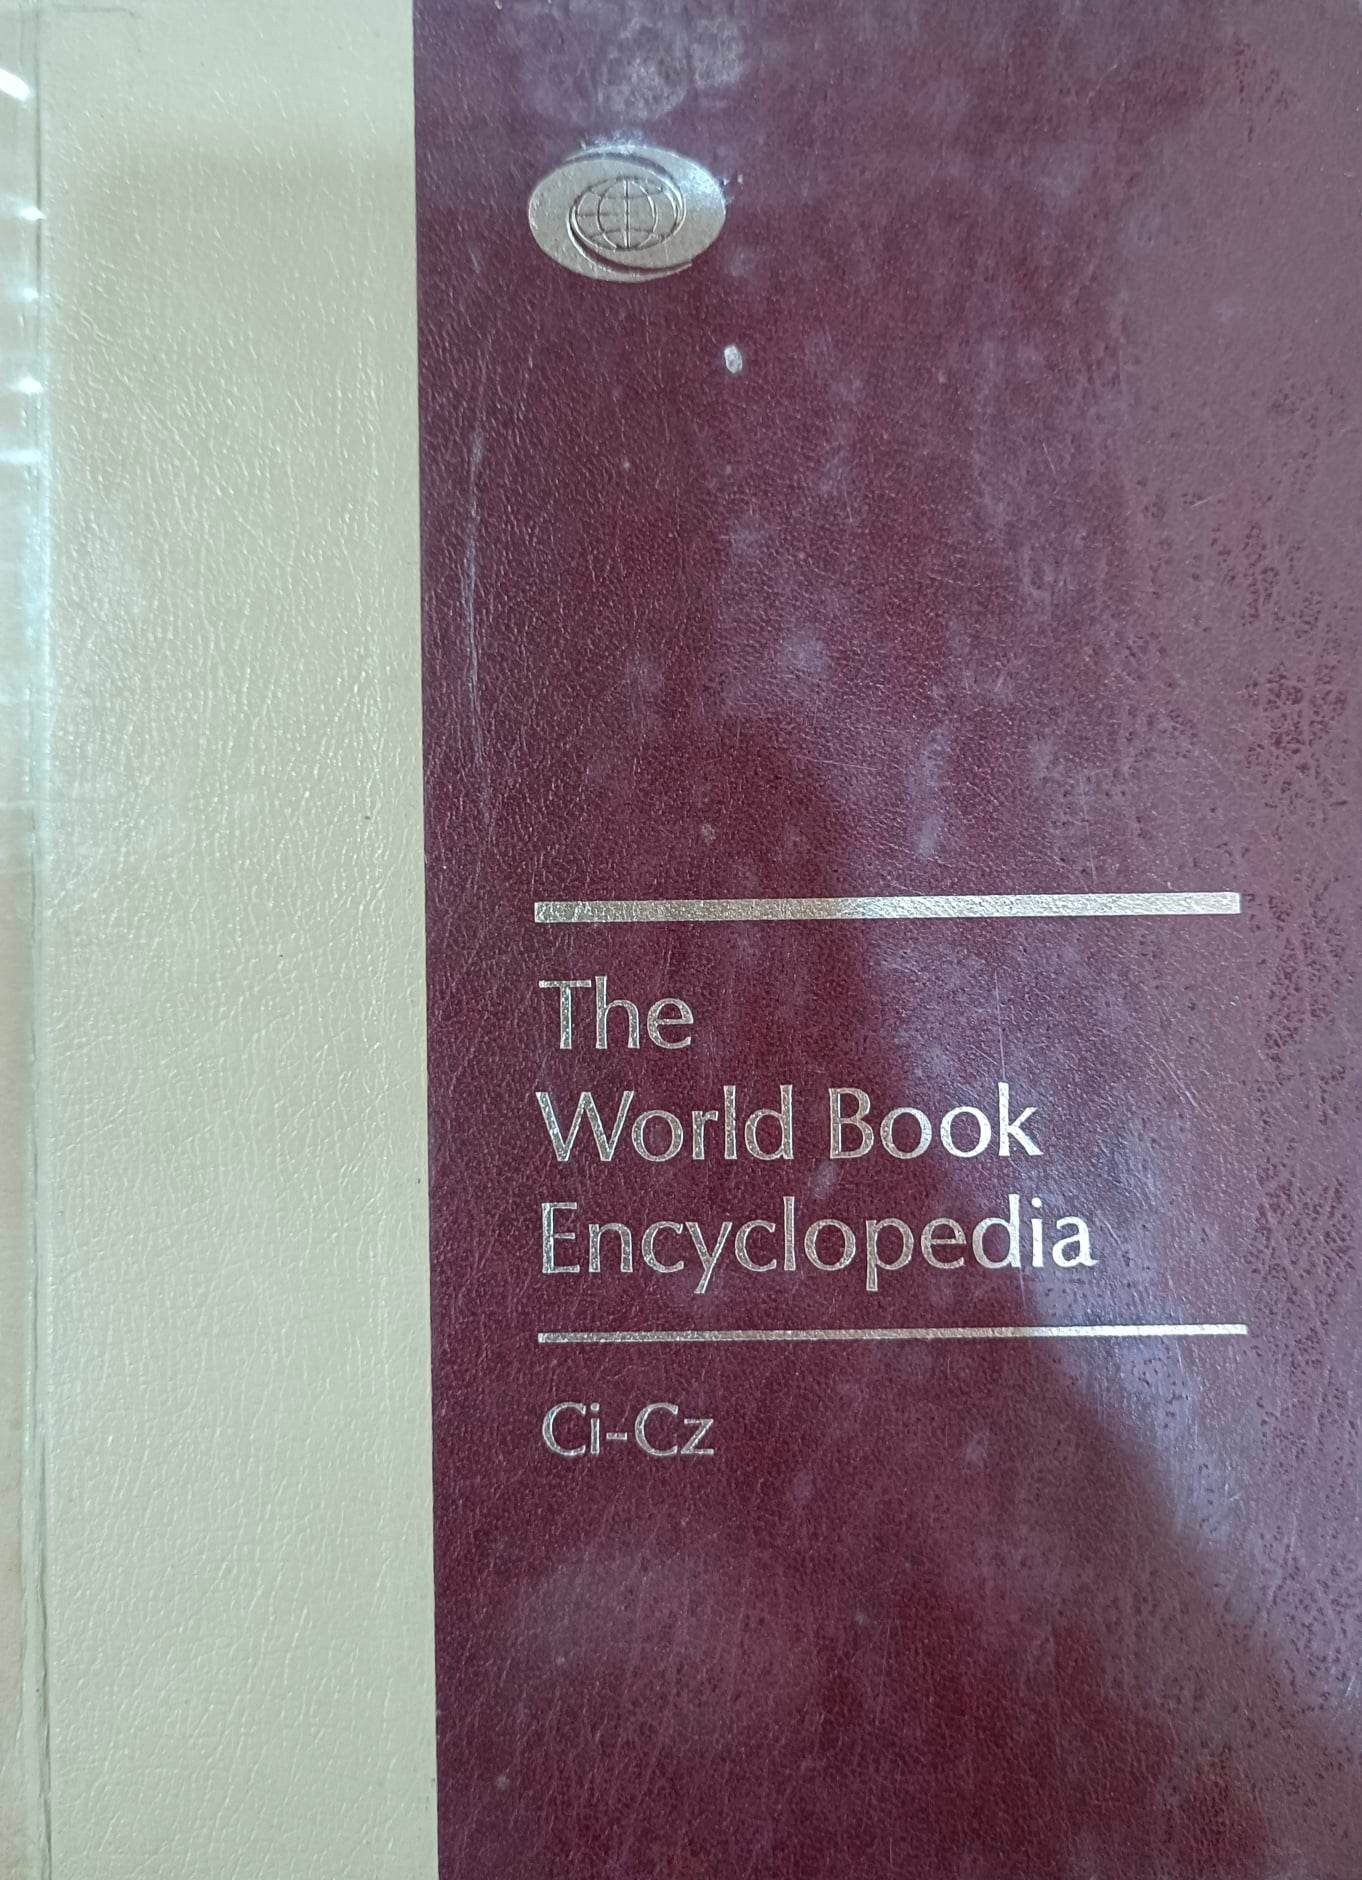 The
World Book
Encyclopedia
Ci-Cz